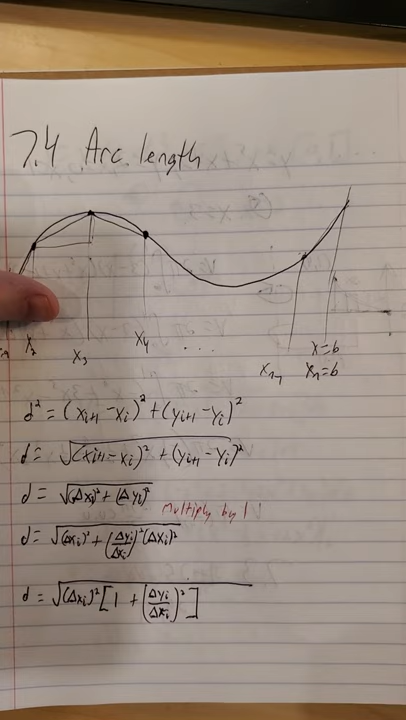 7.4 Arc length
x₂ x₃ x₄ ... xₙ₋₁ x=b
xₙ=b
d² = (xᵢ₊₁ - xᵢ)² + (yᵢ₊₁ - yᵢ)²
d = √((xᵢ₊₁ - xᵢ)² + (yᵢ₊₁ - yᵢ)²)
d = √((Δxᵢ)² + (Δyᵢ)²)
Multiply by 1
d = √((Δxᵢ)² + (Δyᵢ/Δxᵢ)² (Δxᵢ)²)
d = √((Δxᵢ)² [1 + (Δyᵢ/Δxᵢ)²])